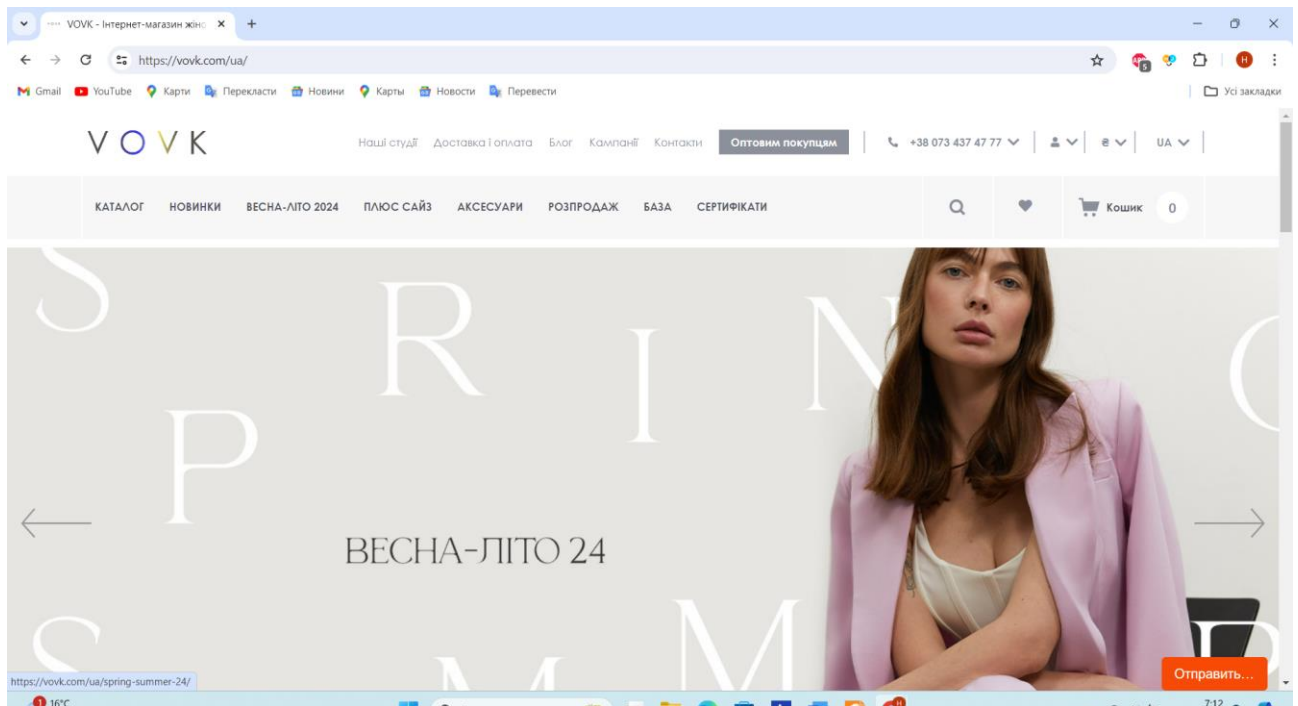 VOVK - Інтернет-магазин жіно
https://vovk.com/ua/
5
H
Gmail YouTube Карти Перекласти Новини Карты Новости Перевести Усі закладки
VOVK Наші студії Доставка і оплата Блог Кампанії Контакти Оптовим покупцям +38 073 437 47 77 ₴ UA
КАТАЛОГ НОВИНКИ ВЕСНА-ЛІТО 2024 ПЛЮС САЙЗ АКСЕСУАРИ РОЗПРОДАЖ БАЗА СЕРТИФІКАТИ Кошик 0
S P R I N G
ВЕСНА-ЛІТО 24
S M M
Отправить...
https://vovk.com/ua/spring-summer-24/
1 16°C 7:12